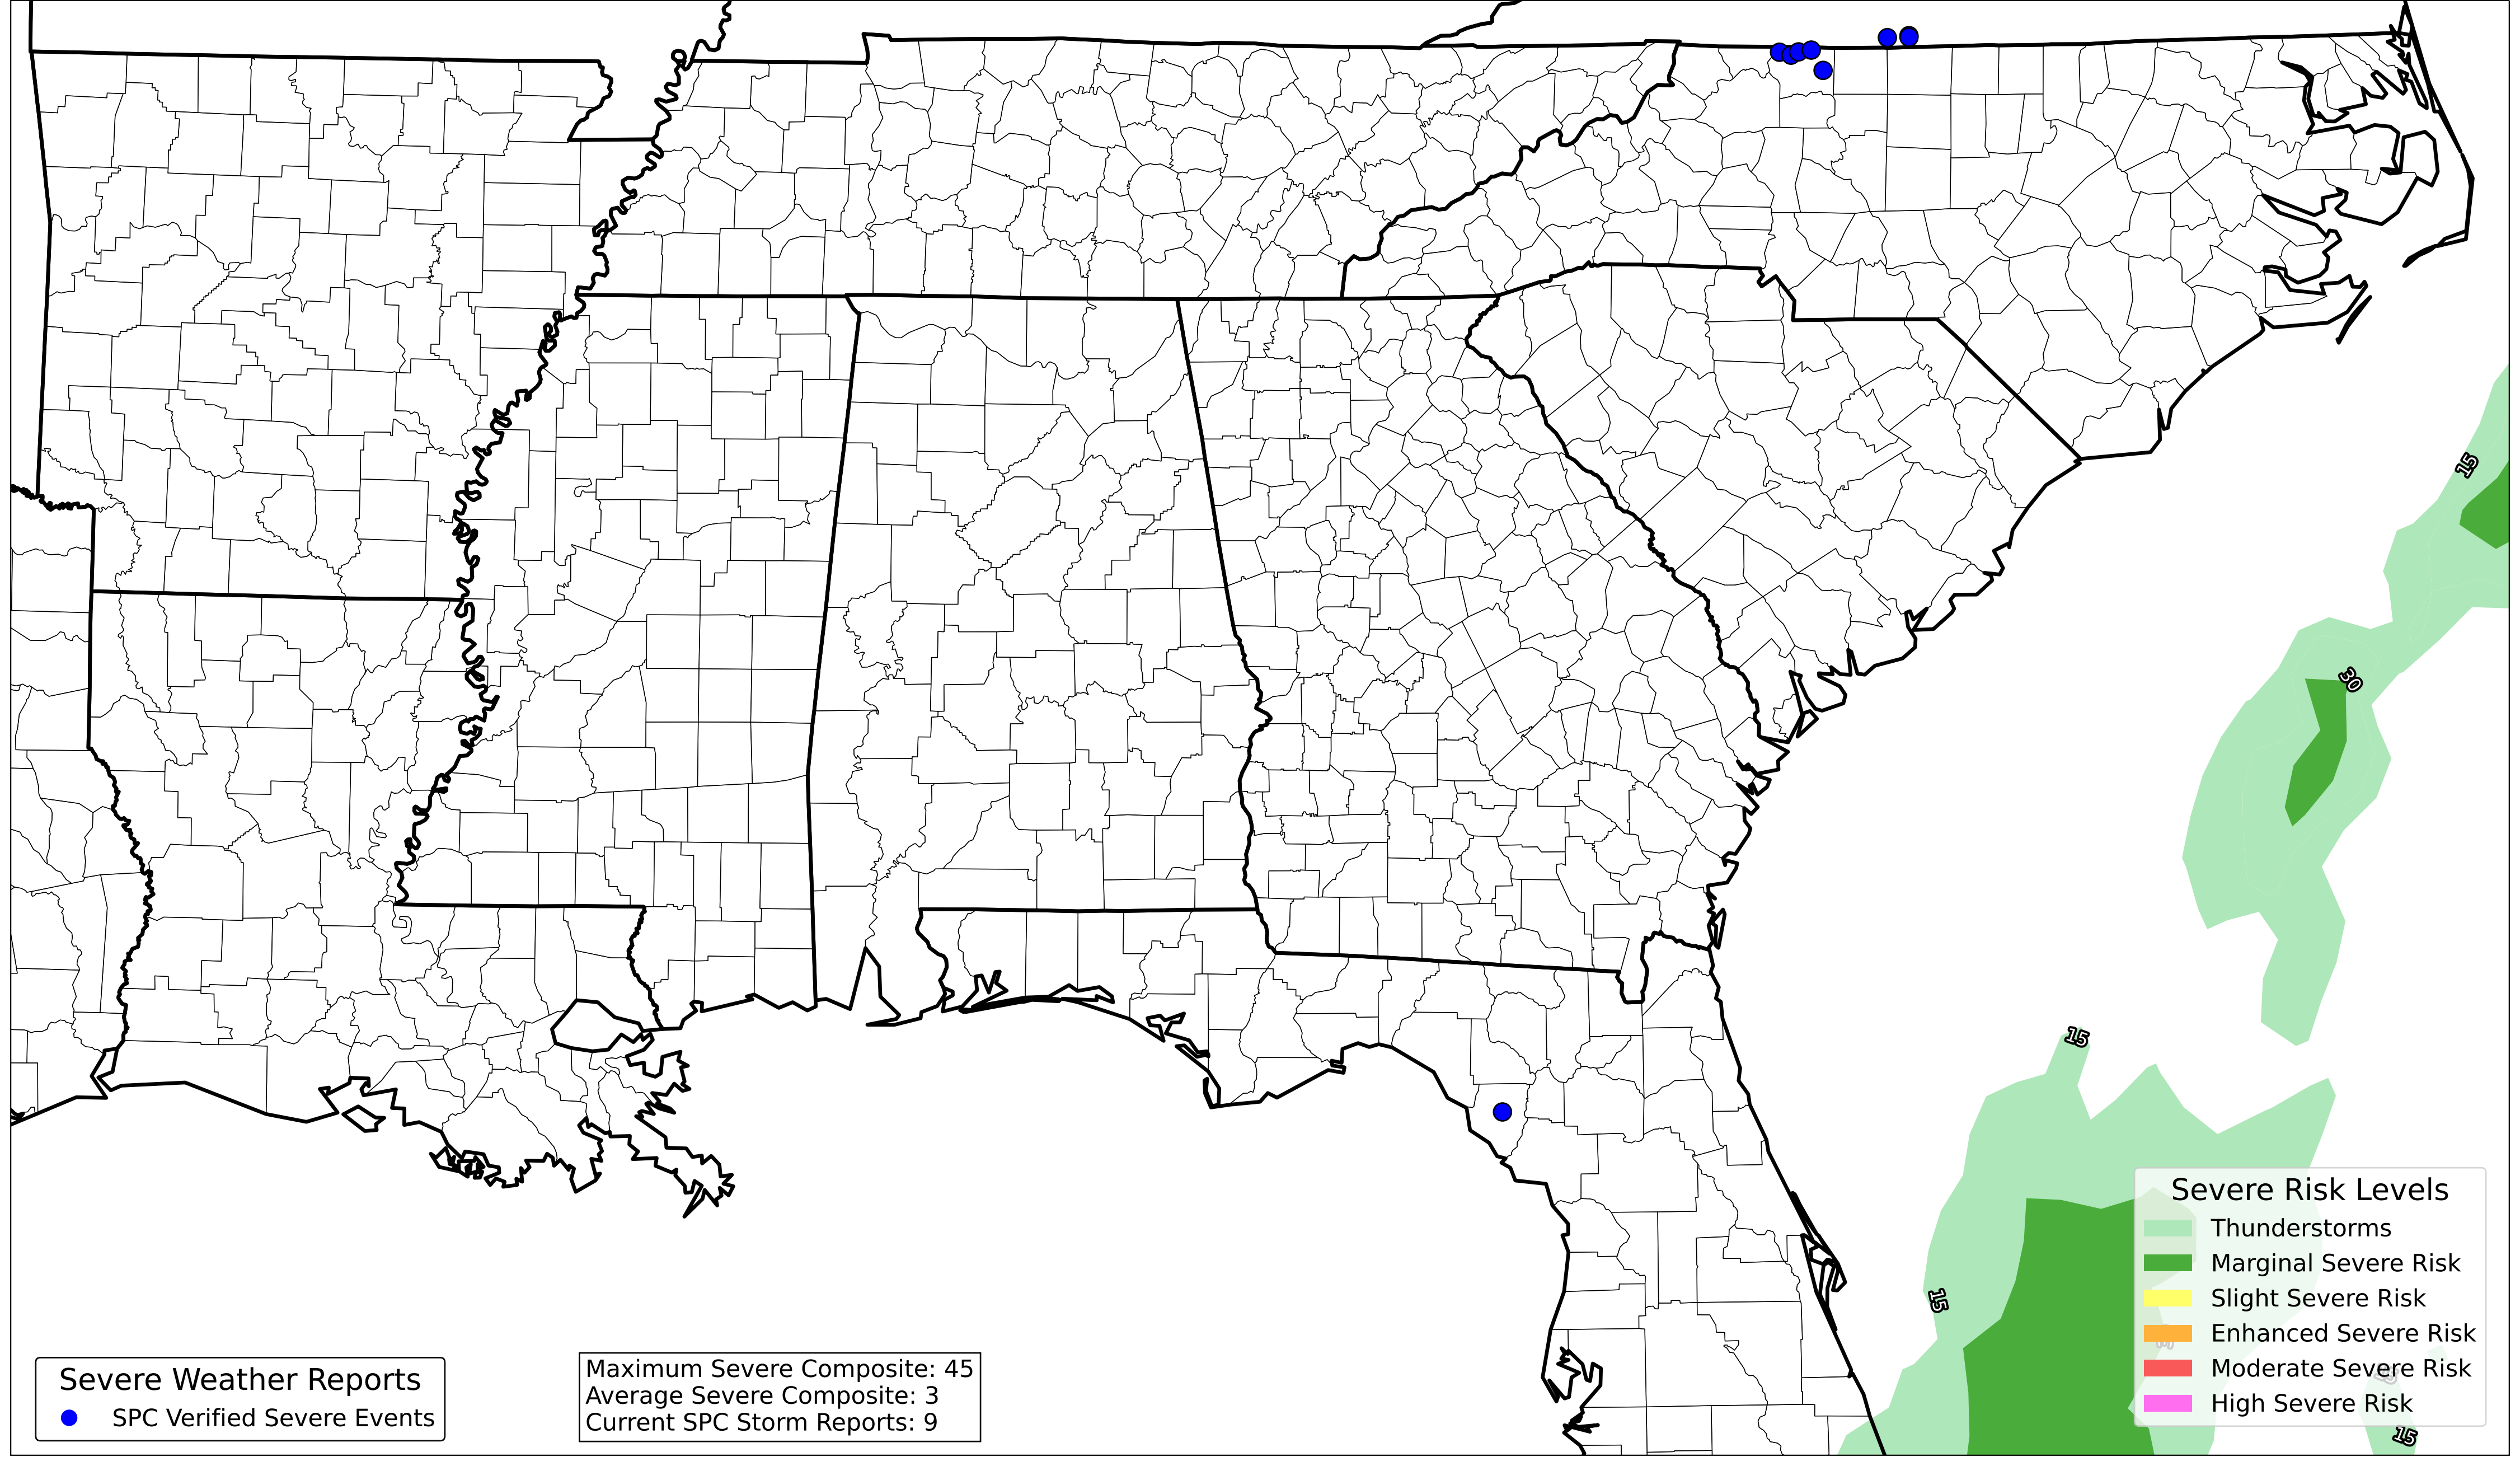 15
30
15
15
15
Severe Risk Levels
Thunderstorms
Marginal Severe Risk
Slight Severe Risk
Enhanced Severe Risk
Moderate Severe Risk
High Severe Risk
Severe Weather Reports
SPC Verified Severe Events
Maximum Severe Composite: 45
Average Severe Composite: 3
Current SPC Storm Reports: 9